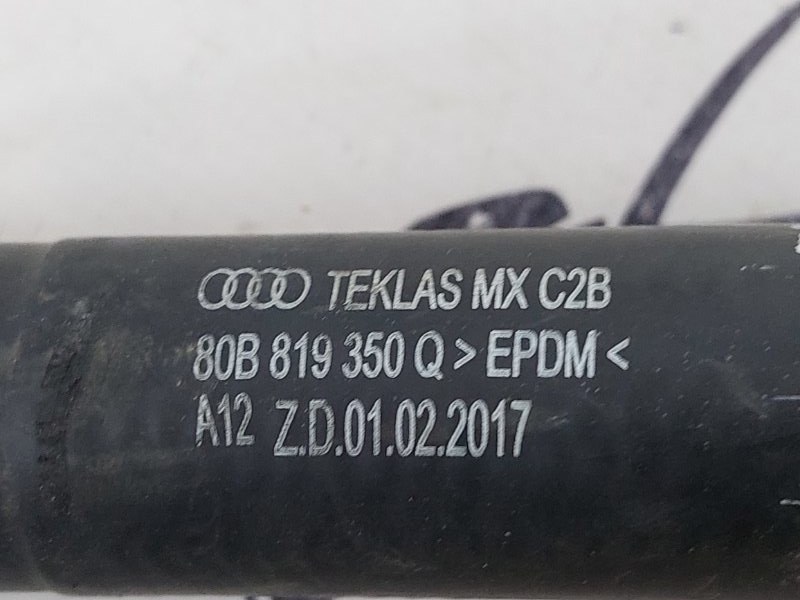 TEKLAS MX C2B
80B 819 350 Q >EPDM<
A12 Z.D.01.02.2017